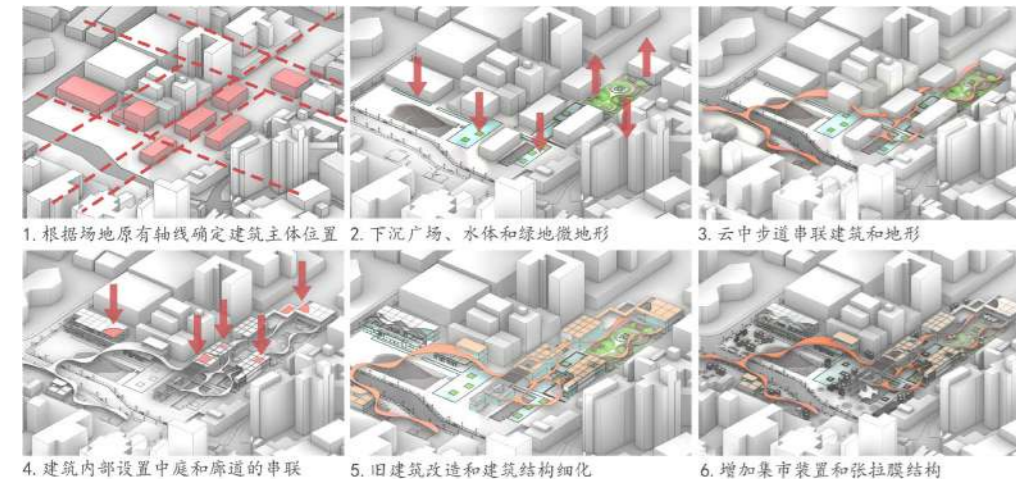 1. 根据场地原有轴线确定建筑主体位置
2. 下沉广场、水体和绿地微地形
3. 云中步道串联建筑和地形
4. 建筑内部设置中庭和廊道的串联
5. 旧建筑改造和建筑结构细化
6. 增加集市装置和张拉膜结构